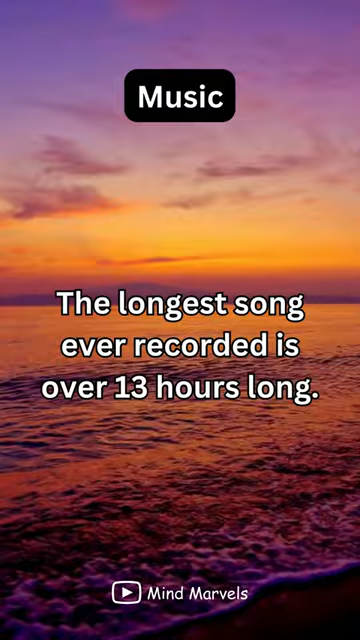 Music
The longest song
ever recorded is
over 13 hours long.
Mind Marvels